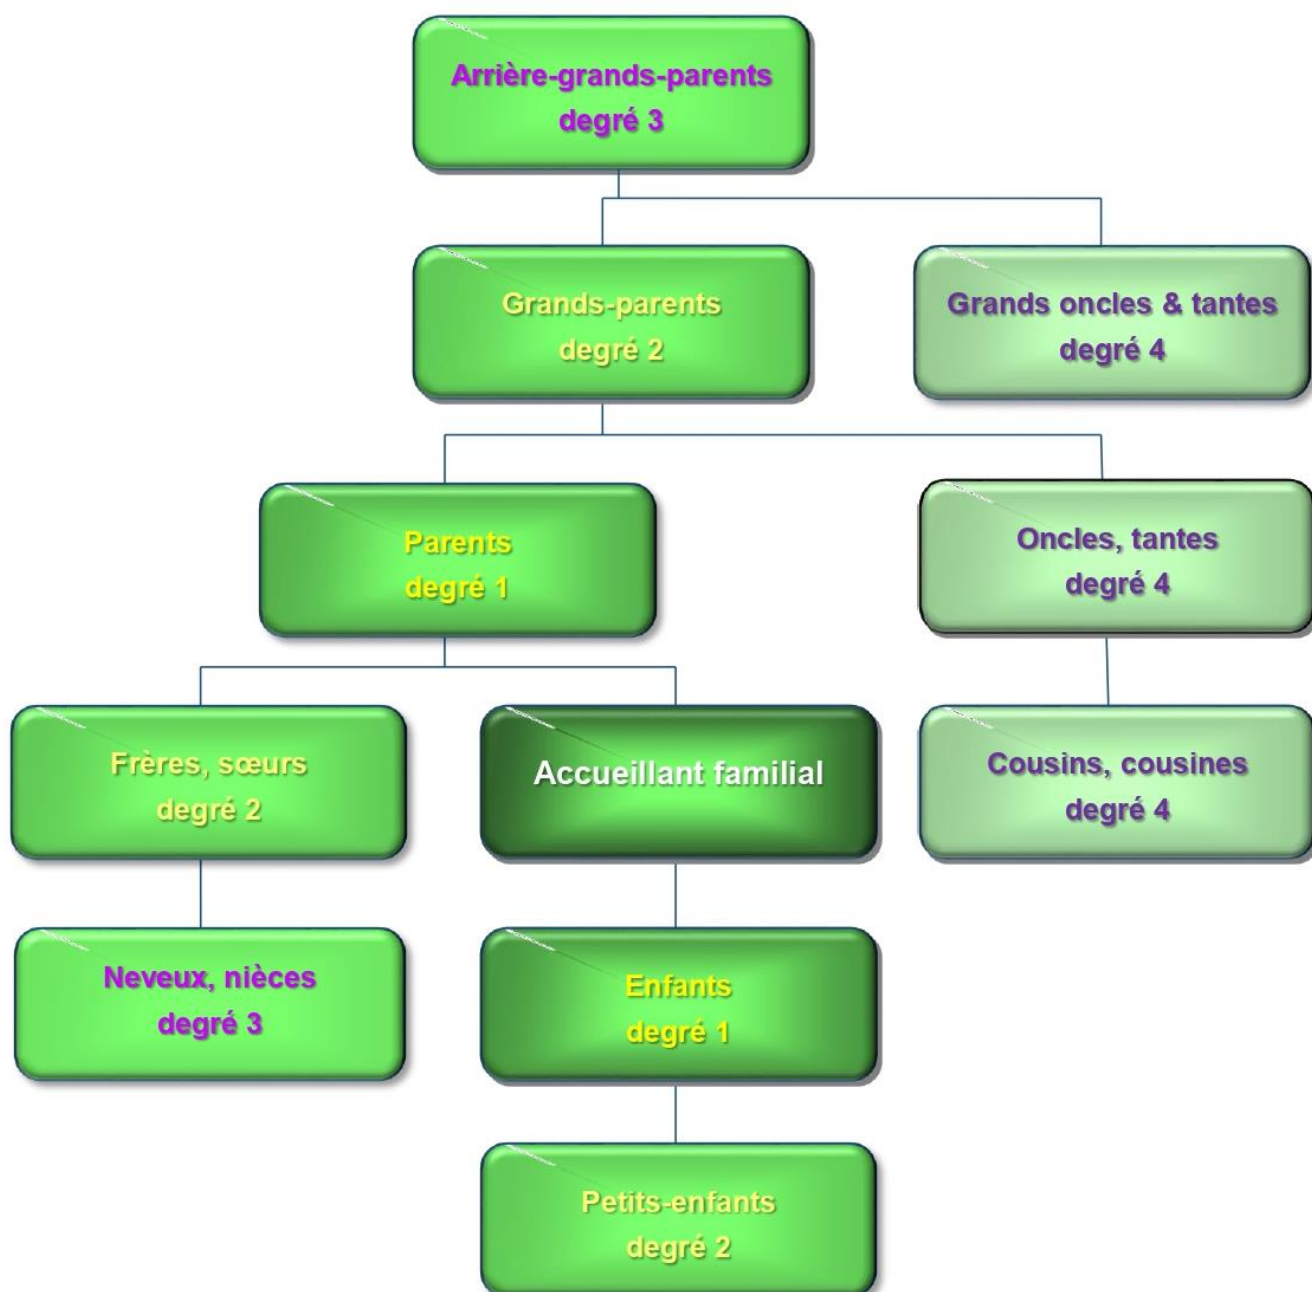 Arrière-grands-parents
degré 3
Grands-parents
degré 2
Grands oncles & tantes
degré 4
Parents
degré 1
Oncles, tantes
degré 4
Frères, sœurs
degré 2
Accueillant familial
Cousins, cousines
degré 4
Neveux, nièces
degré 3
Enfants
degré 1
Petits-enfants
degré 2